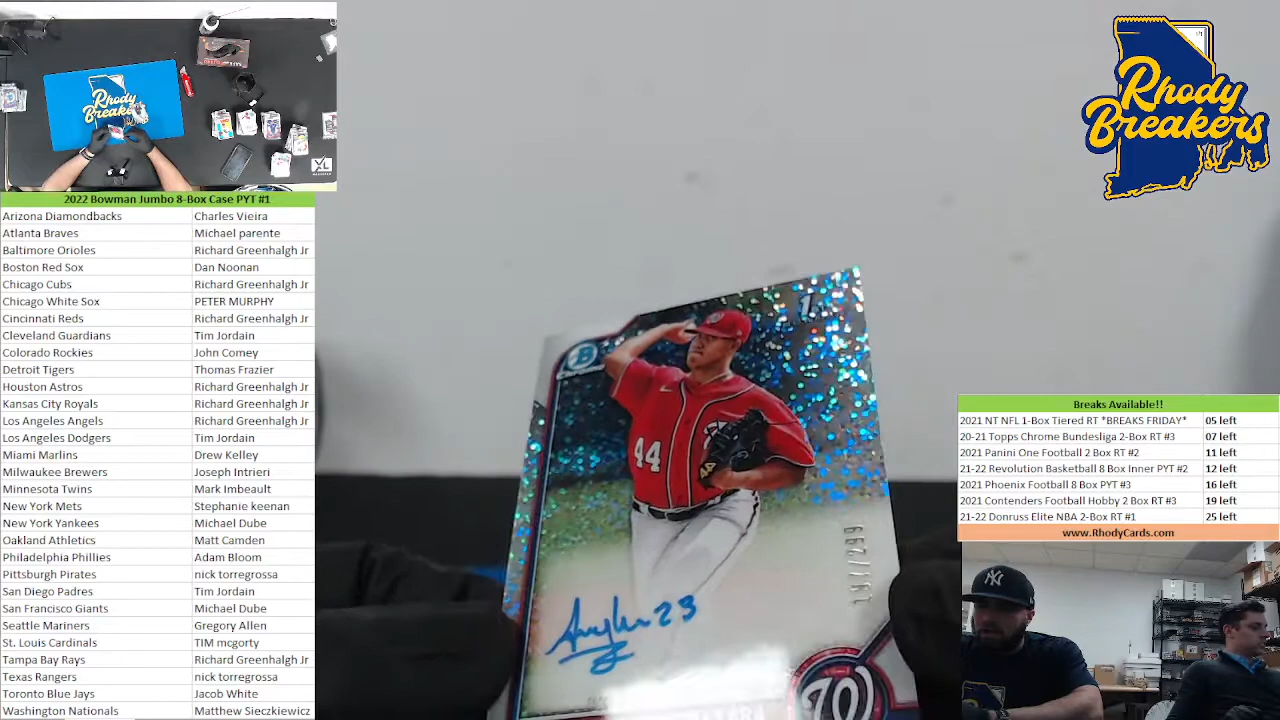 Rhody
Breakers
XL
2022 Bowman Jumbo 8-Box Case PYT #1
Arizona Diamondbacks Charles Vieira
Atlanta Braves Michael parente
Baltimore Orioles Richard Greenhalgh Jr
Boston Red Sox Dan Noonan
Chicago Cubs Richard Greenhalgh Jr
Chicago White Sox PETER MURPHY
Cincinnati Reds Richard Greenhalgh Jr
Cleveland Guardians Tim Jordain
Colorado Rockies John Comey
Detroit Tigers Thomas Frazier
Houston Astros Richard Greenhalgh Jr
Kansas City Royals Richard Greenhalgh Jr
Los Angeles Angels Richard Greenhalgh Jr
Los Angeles Dodgers Tim Jordain
Miami Marlins Drew Kelley
Milwaukee Brewers Joseph Intrieri
Minnesota Twins Mark Imbeault
New York Mets Stephanie keenan
New York Yankees Michael Dube
Oakland Athletics Matt Camden
Philadelphia Phillies Adam Bloom
Pittsburgh Pirates nick torregrossa
San Diego Padres Tim Jordain
San Francisco Giants Michael Dube
Seattle Mariners Gregory Allen
St. Louis Cardinals TIM mcgorty
Tampa Bay Rays Richard Greenhalgh Jr
Texas Rangers nick torregrossa
Toronto Blue Jays Jacob White
Washington Nationals Matthew Sieczkiewicz
B
44
23
W
Rhody
Breakers
Breaks Available!!
2021 NT NFL 1-Box Tiered RT *BREAKS FRIDAY* 05 left
20-21 Topps Chrome Bundesliga 2-Box RT #3 07 left
2021 Panini One Football 2 Box RT #2 11 left
21-22 Revolution Basketball 8 Box Inner PYT #2 12 left
2021 Phoenix Football 8 Box PYT #3 16 left
2021 Contenders Football Hobby 2 Box RT #3 19 left
21-22 Donruss Elite NBA 2-Box RT #1 25 left
www.RhodyCards.com